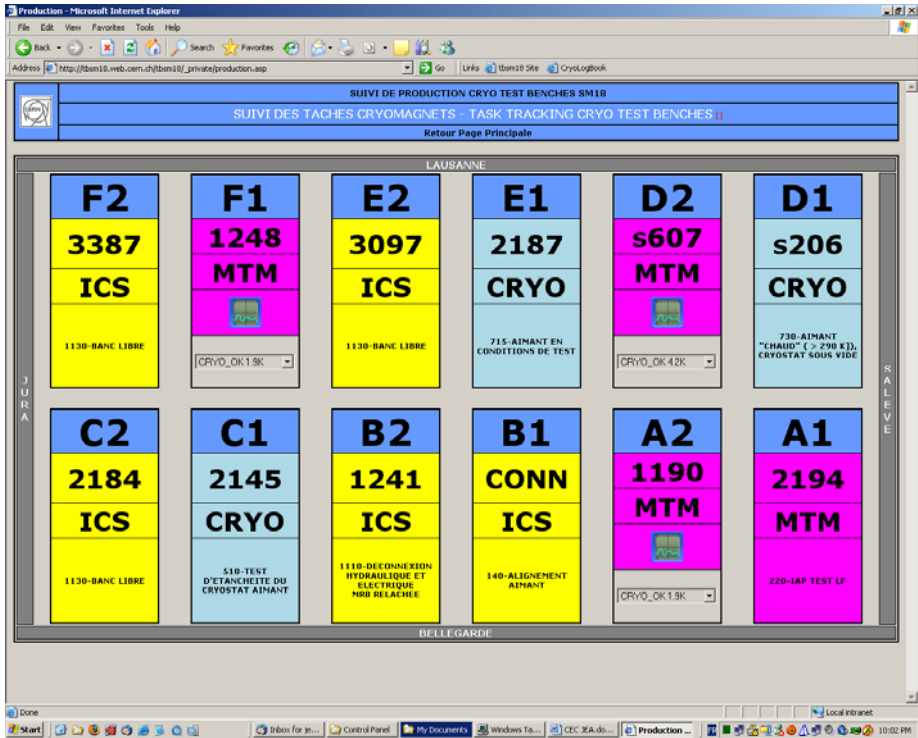 Production - Microsoft Internet Explorer
File Edit View Favorites Tools Help
Back Search Favorites
Address http://tbsm18.web.cern.ch/tbsm18/_private/production.asp Go Links tbsm18 Site CryoLogBook
SUIVI DE PRODUCTION CRYO TEST BENCHES SM18
CERN
SUIVI DES TACHES CRYOMAGNETS - TASK TRACKING CRYO TEST BENCHES ()
Retour Page Principale
LAUSANNE
JURA
SALEVE
F2 F1 E2 E1 D2 D1
3387 1248 3097 2187 s607 s206
ICS MTM ICS CRYO MTM CRYO
1130-BANC LIBRE
CRYO_OK 1.9K
1130-BANC LIBRE
715-AIMANT EN
CONDITIONS DE TEST
CRYO_OK 4.2K
730-AIMANT
"CHAUD" ( > 290 K]),
CRYOSTAT SOUS VIDE
C2 C1 B2 B1 A2 A1
2184 2145 1241 CONN 1190 2194
ICS CRYO ICS ICS MTM MTM
1130-BANC LIBRE
510-TEST
D'ETANCHEITE DU
CRYOSTAT AIMANT
1110-DECONNEXION
HYDRAULIQUE ET
ELECTRIQUE
MRB RELACHEE
140-ALIGNEMENT
AIMANT
CRYO_OK 1.9K
220-IAP TEST LF
BELLEGARDE
Done Local intranet
Start Inbox for je... Control Panel My Documents Windows Ta... CEC JEA.do... Production ... 10:02 PM